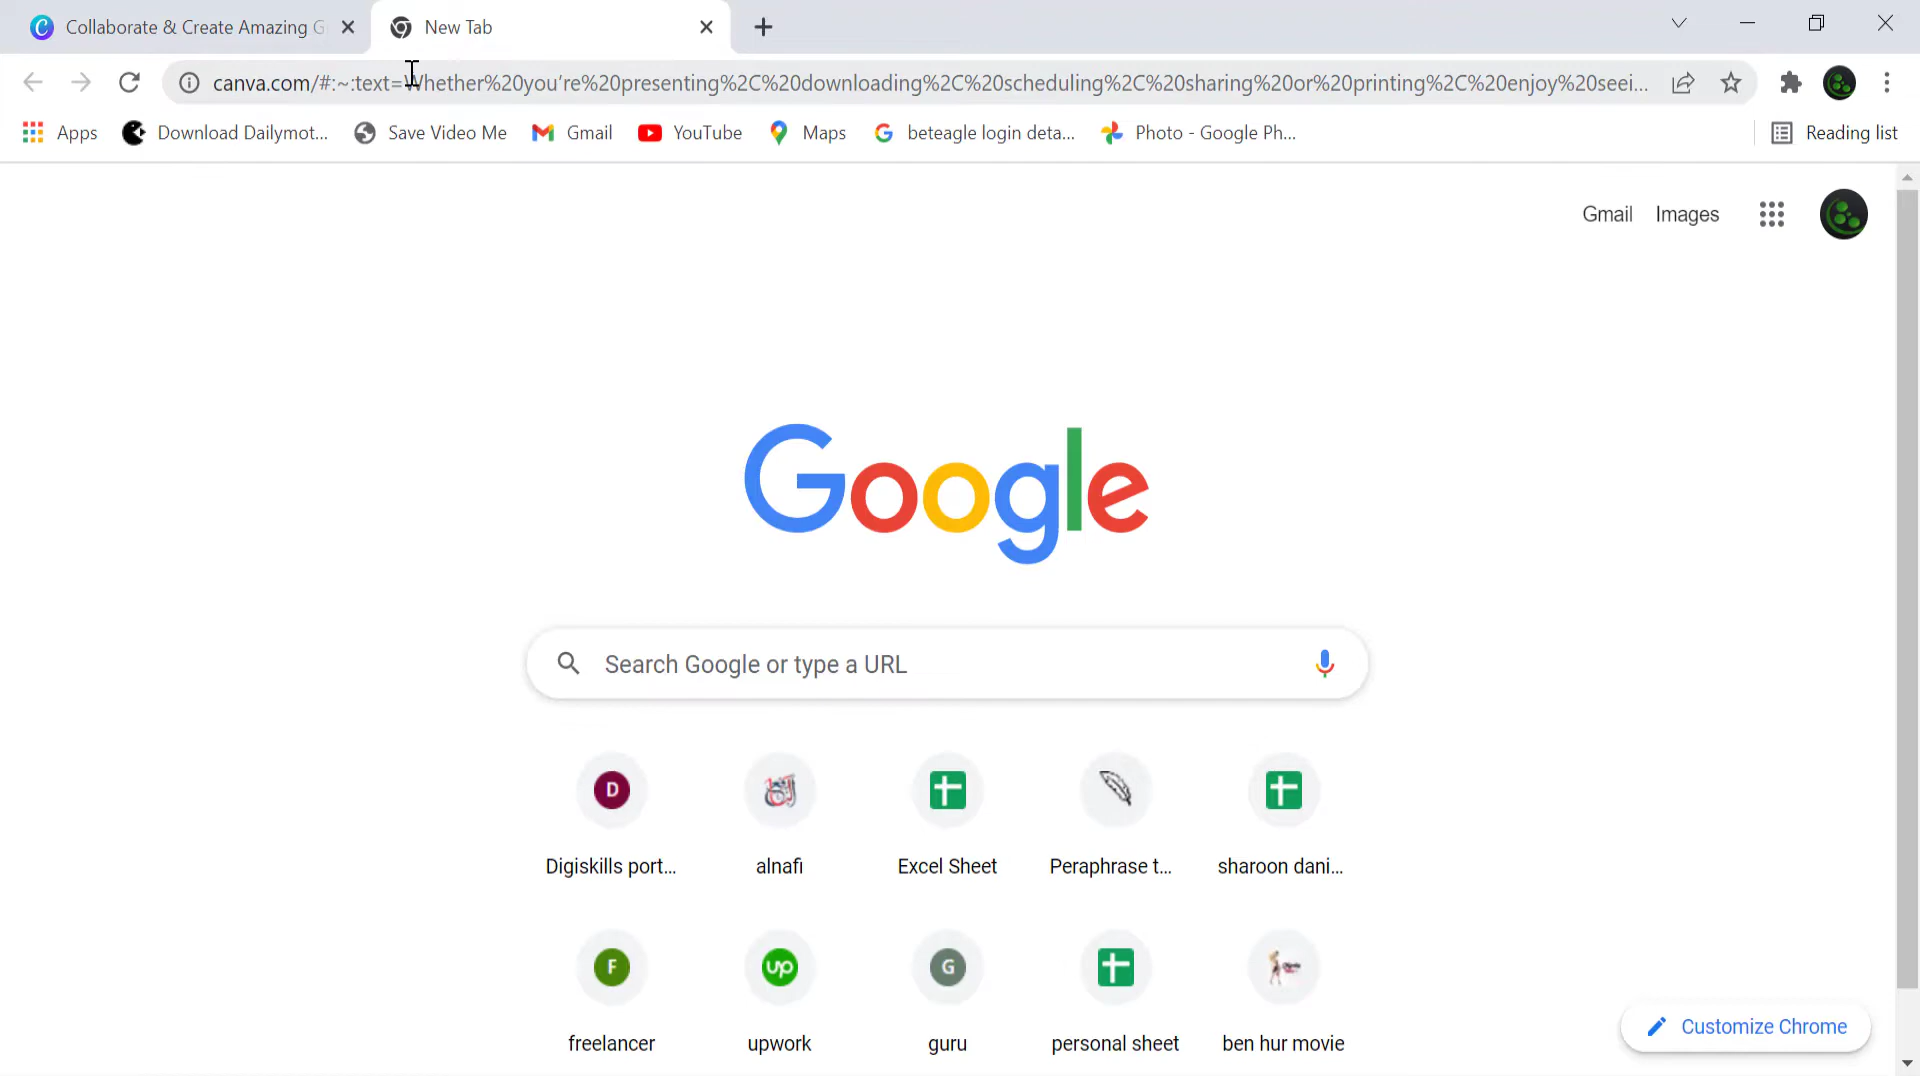 Collaborate & Create Amazing G
New Tab
canva.com/#:~:text=Whether%20you're%20presenting%2C%20downloading%2C%20scheduling%2C%20sharing%20or%20printing%2C%20enjoy%20seei...
Apps
Download Dailymot...
Save Video Me
Gmail
YouTube
Maps
beteagle login deta...
Photo - Google Ph...
Reading list
Gmail
Images
Google
Search Google or type a URL
D
Digiskills port...
alnafi
Excel Sheet
Peraphrase t...
sharoon dani...
F
up
G
freelancer
upwork
guru
personal sheet
ben hur movie
Customize Chrome